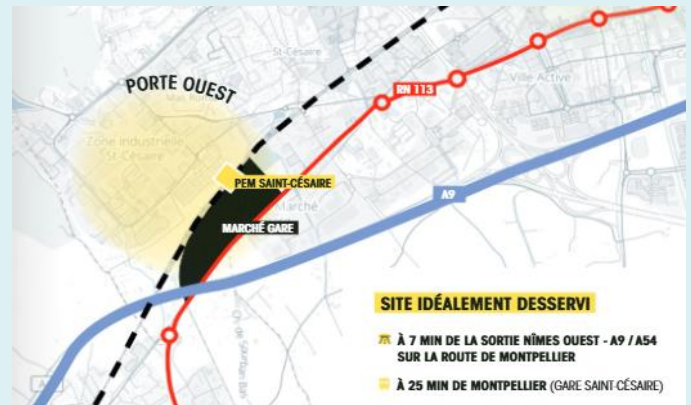 St-Césaire
PORTE OUEST
RN 113
Ville Active
Zone industrielle
St-Césaire
PEM SAINT-CÉSAIRE
A9
Marché
MARCHÉ GARE
SITE IDÉALEMENT DESSERVI
À 7 MIN DE LA SORTIE NÎMES OUEST - A9 / A54
SUR LA ROUTE DE MONTPELLIER
À 25 MIN DE MONTPELLIER (GARE SAINT-CÉSAIRE)